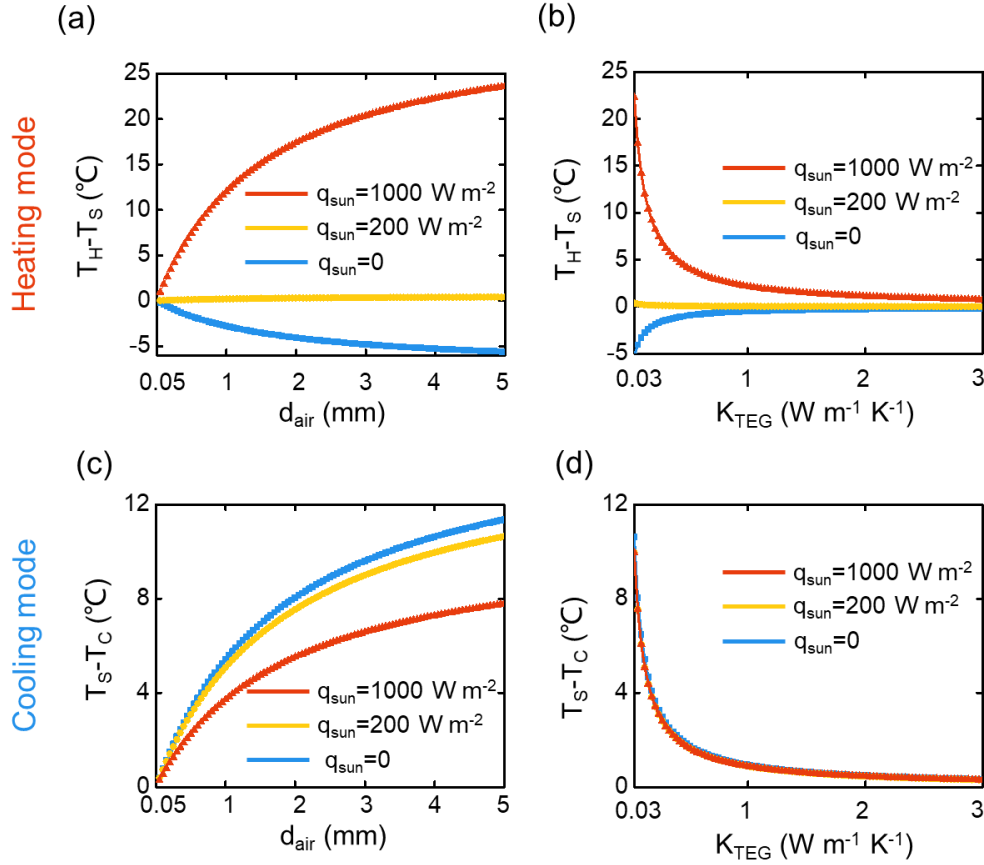 (a)
(b)
Heating mode
T_H-T_S (℃)
25
20
15
10
5
0
-5
q_sun=1000 W m⁻²
q_sun=200 W m⁻²
q_sun=0
0.05
1
2
3
4
5
d_air (mm)
T_H-T_S (℃)
25
20
15
10
5
0
-5
q_sun=1000 W m⁻²
q_sun=200 W m⁻²
q_sun=0
0.03
1
2
3
K_TEG (W m⁻¹ K⁻¹)
(c)
(d)
Cooling mode
T_S-T_C (℃)
12
8
4
0
q_sun=1000 W m⁻²
q_sun=200 W m⁻²
q_sun=0
0.05
1
2
3
4
5
d_air (mm)
T_S-T_C (℃)
12
8
4
0
q_sun=1000 W m⁻²
q_sun=200 W m⁻²
q_sun=0
0.03
1
2
3
K_TEG (W m⁻¹ K⁻¹)